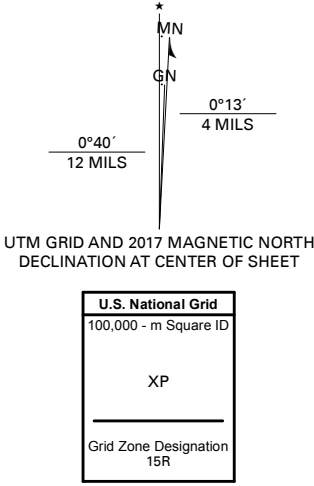 ★
MN
GN
0°13´
4 MILS
0°40´
12 MILS
UTM GRID AND 2017 MAGNETIC NORTH
DECLINATION AT CENTER OF SHEET
U.S. National Grid
100,000 - m Square ID
XP
Grid Zone Designation
15R